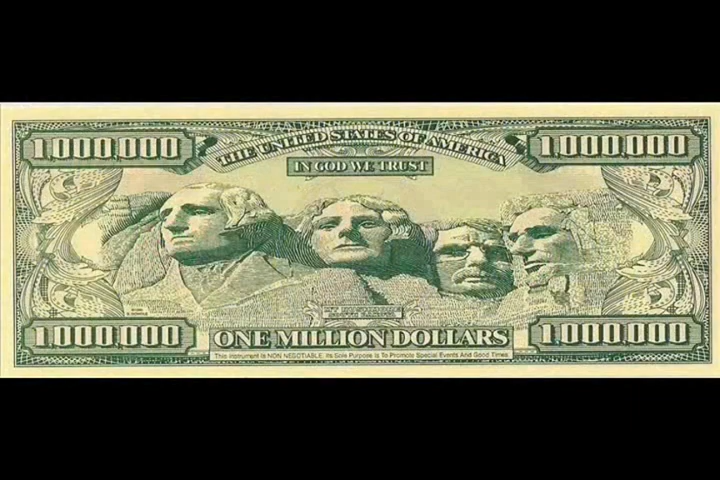 1,000,000
THE UNITED STATES OF AMERICA
1,000,000
IN GOD WE TRUST
1,000,000
ONE MILLION DOLLARS
1,000,000
This instrument is NON NEGOTIABLE. Its Sole Purpose is To Promote Special Events And Good Times.